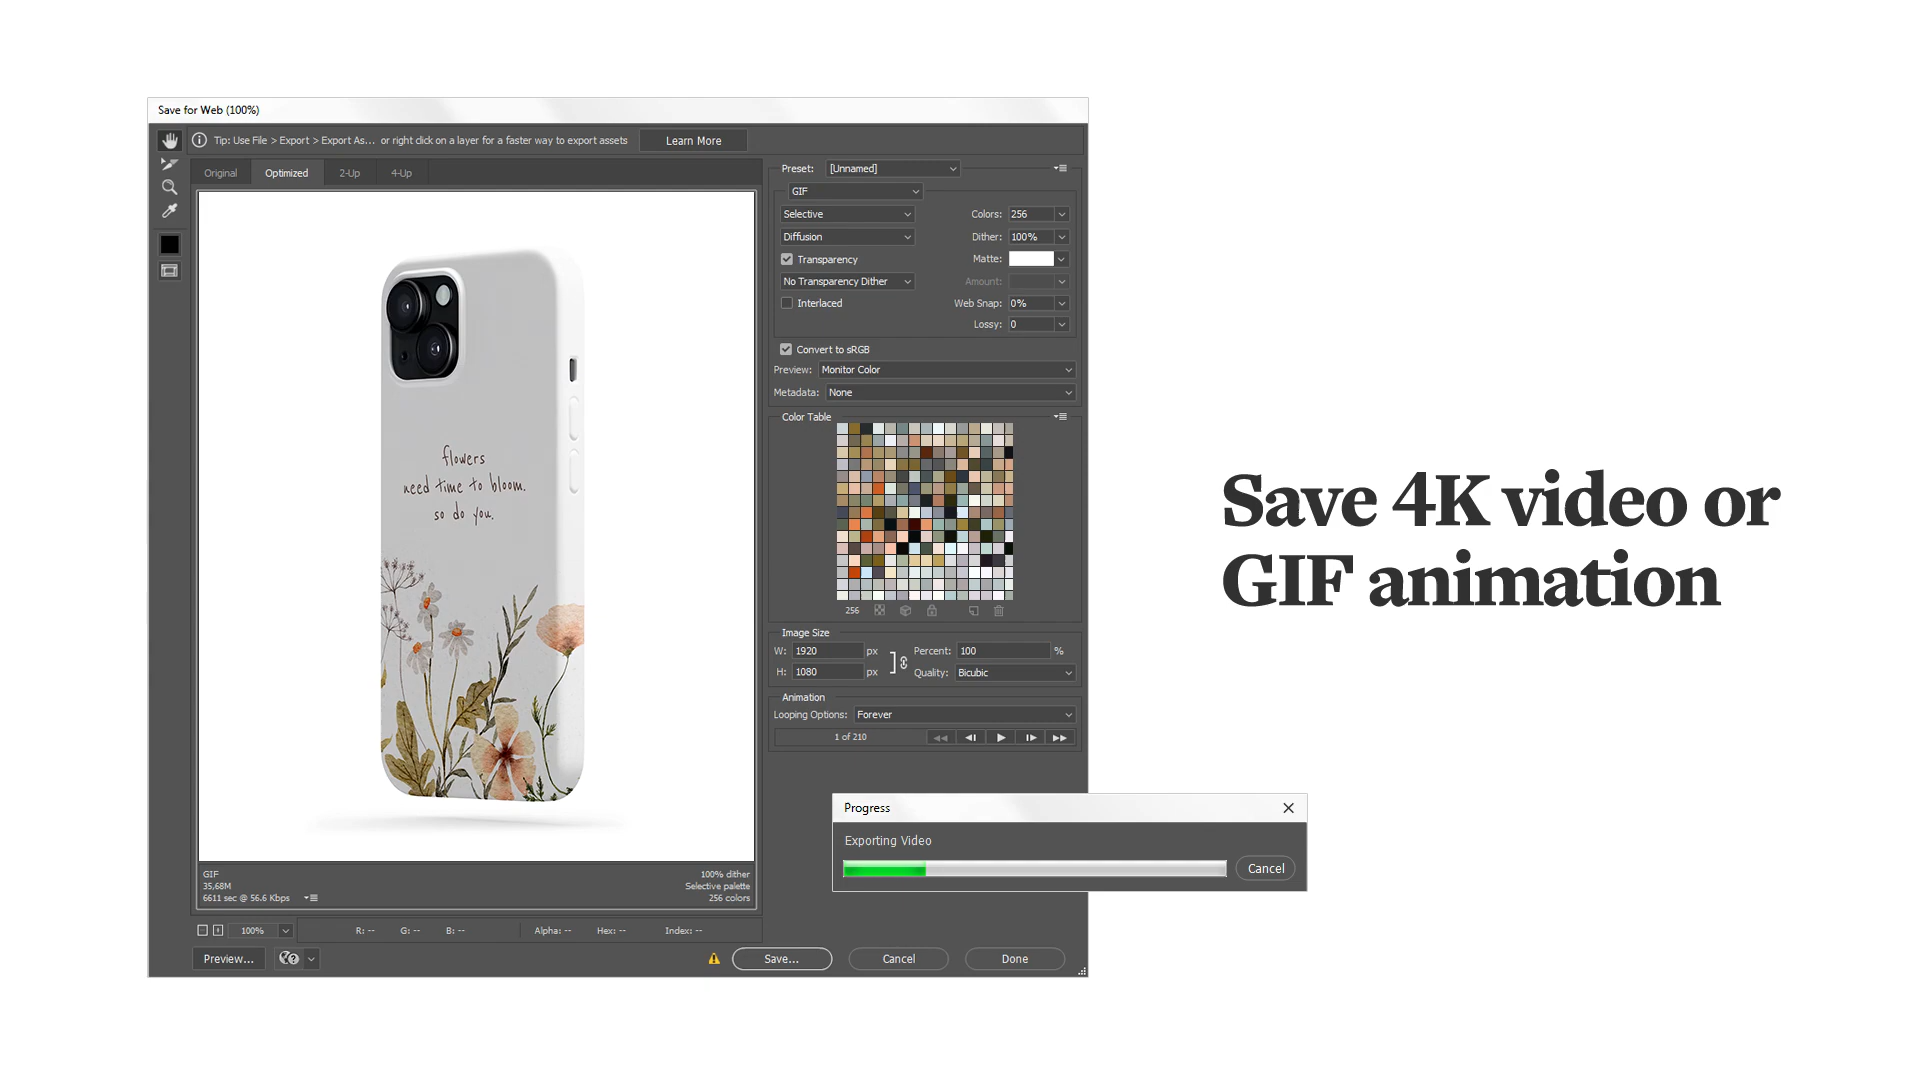 Save for Web (100%)
Tip: Use File > Export > Export As... or right click on a layer for a faster way to export assets
Learn More
Original
Optimized
2-Up
4-Up
flowers
need time to bloom.
so do you.
GIF
35,68M
6611 sec @ 56.6 Kbps
100% dither
Selective palette
256 colors
Preset: [Unnamed]
GIF
Selective
Colors: 256
Diffusion
Dither: 100%
Transparency
Matte:
No Transparency Dither
Amount:
Interlaced
Web Snap: 0%
Lossy: 0
Convert to sRGB
Preview: Monitor Color
Metadata: None
Color Table
256
Image Size
W: 1920 px
Percent: 100 %
H: 1080 px
Quality: Bicubic
Animation
Looping Options: Forever
1 of 210
100%
R: --
G: --
B: --
Alpha: --
Hex: --
Index: --
Preview...
Save...
Cancel
Done
Progress
Exporting Video
Cancel
Save 4K video or
GIF animation